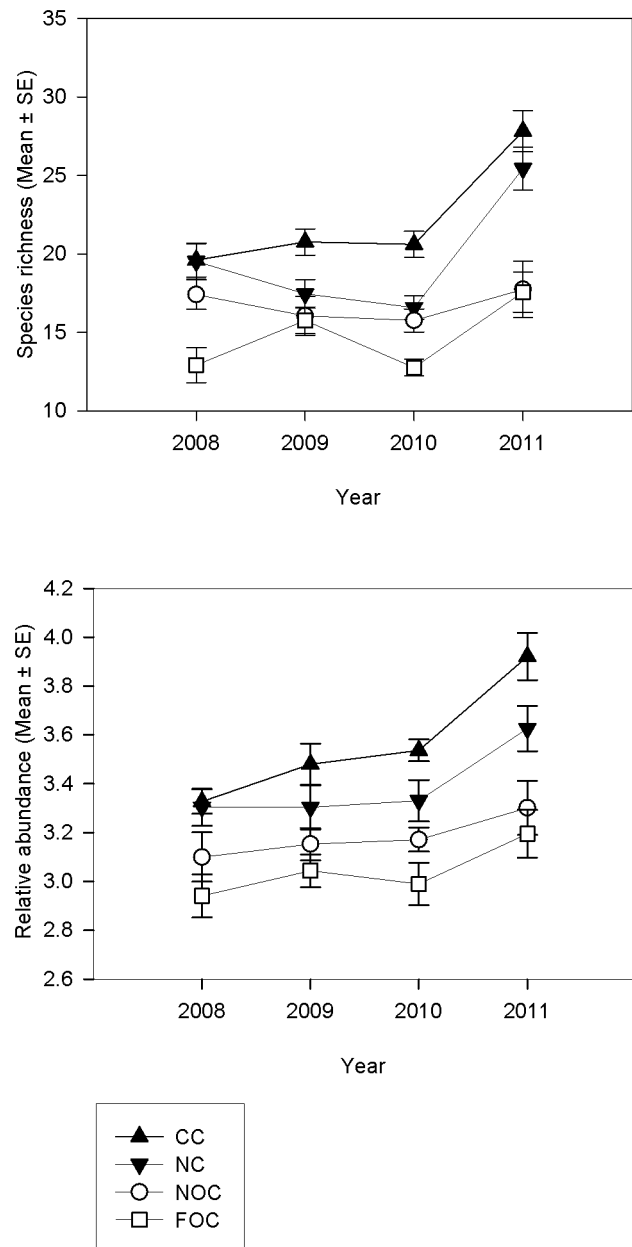 35
30
25
20
15
10
Species richness (Mean ± SE)
2008 2009 2010 2011
Year
4.2
4.0
3.8
3.6
3.4
3.2
3.0
2.8
2.6
Relative abundance (Mean ± SE)
2008 2009 2010 2011
Year
CC
NC
NOC
FOC